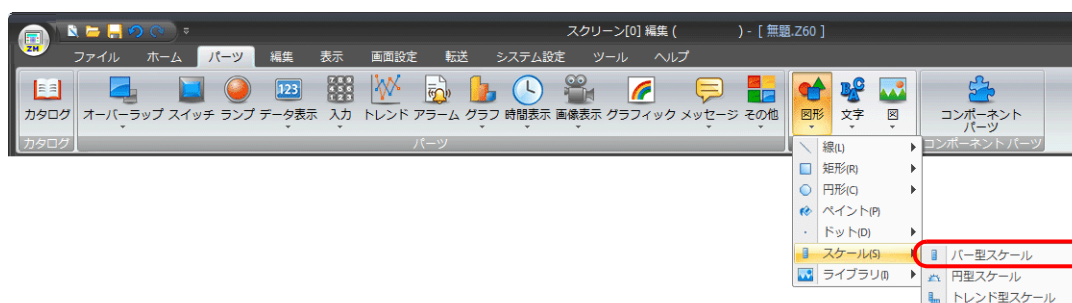 スクリーン[0] 編集 ( ) - [ 無題.Z60 ]
ZM
ファイル ホーム パーツ 編集 表示 画面設定 転送 システム設定 ツール ヘルプ
123
カタログ オーバーラップ スイッチ ランプ データ表示 入力 トレンド アラーム グラフ 時間表示 画像表示 グラフィック メッセージ その他 図形 文字 図 コンポーネント
パーツ
カタログ パーツ コンポーネント パーツ
線(L)
矩形(R)
円形(C)
ペイント(P)
ドット(D)
スケール(S) バー型スケール
ライブラリ(I) 円型スケール
トレンド型スケール